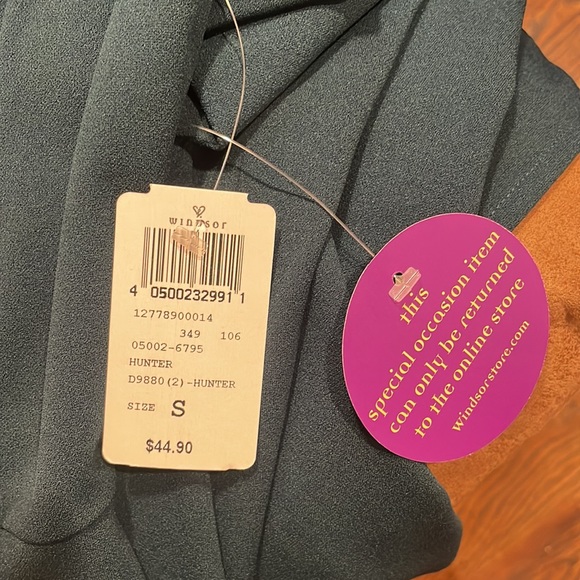 windsor
4 0500232991 1
12778900014
349 106
05002-6795
HUNTER
D9880(2)-HUNTER
SIZE S
$44.90
this
special occasion item
can only be returned
to the online store
Windsorstore.com